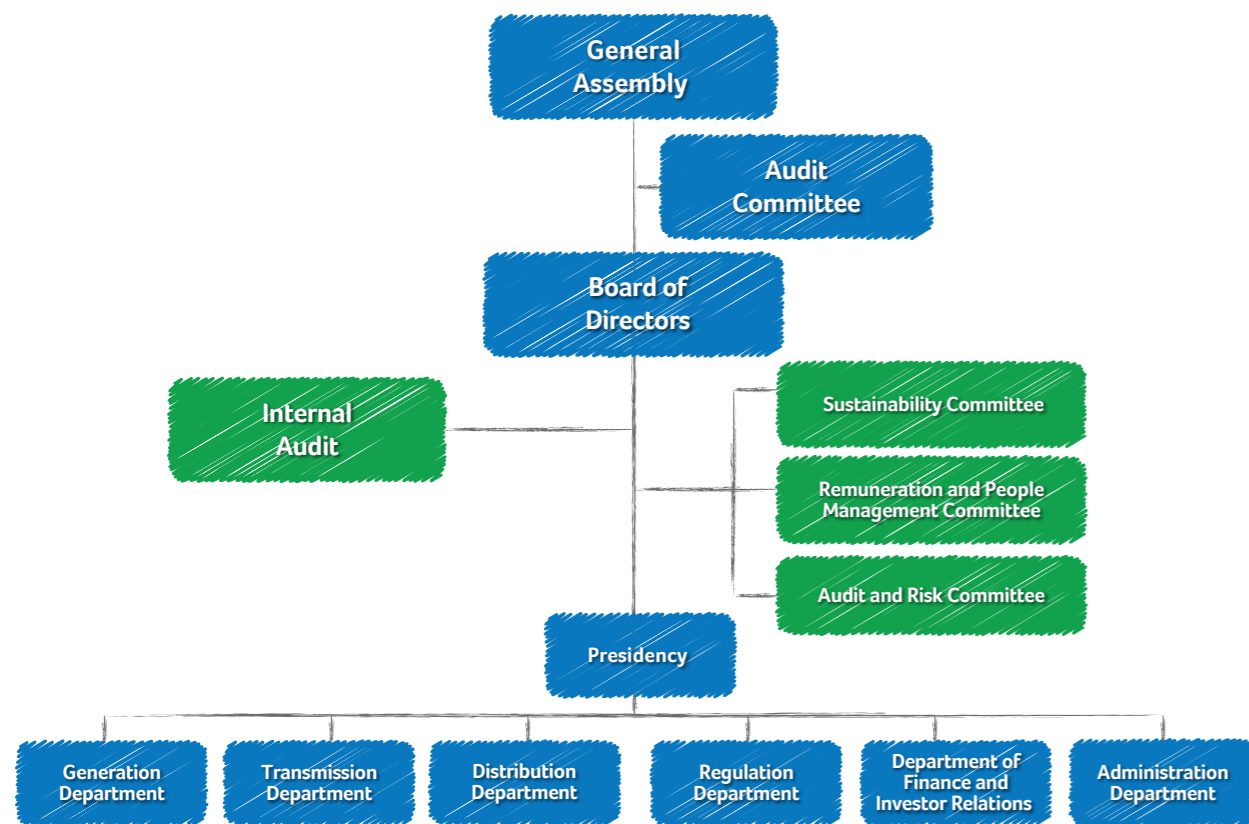 General
Assembly
Audit
Committee
Board of
Directors
Internal
Audit
Sustainability Committee
Remuneration and People
Management Committee
Audit and Risk Committee
Presidency
Generation
Department
Transmission
Department
Distribution
Department
Regulation
Department
Department of
Finance and
Investor Relations
Administration
Department